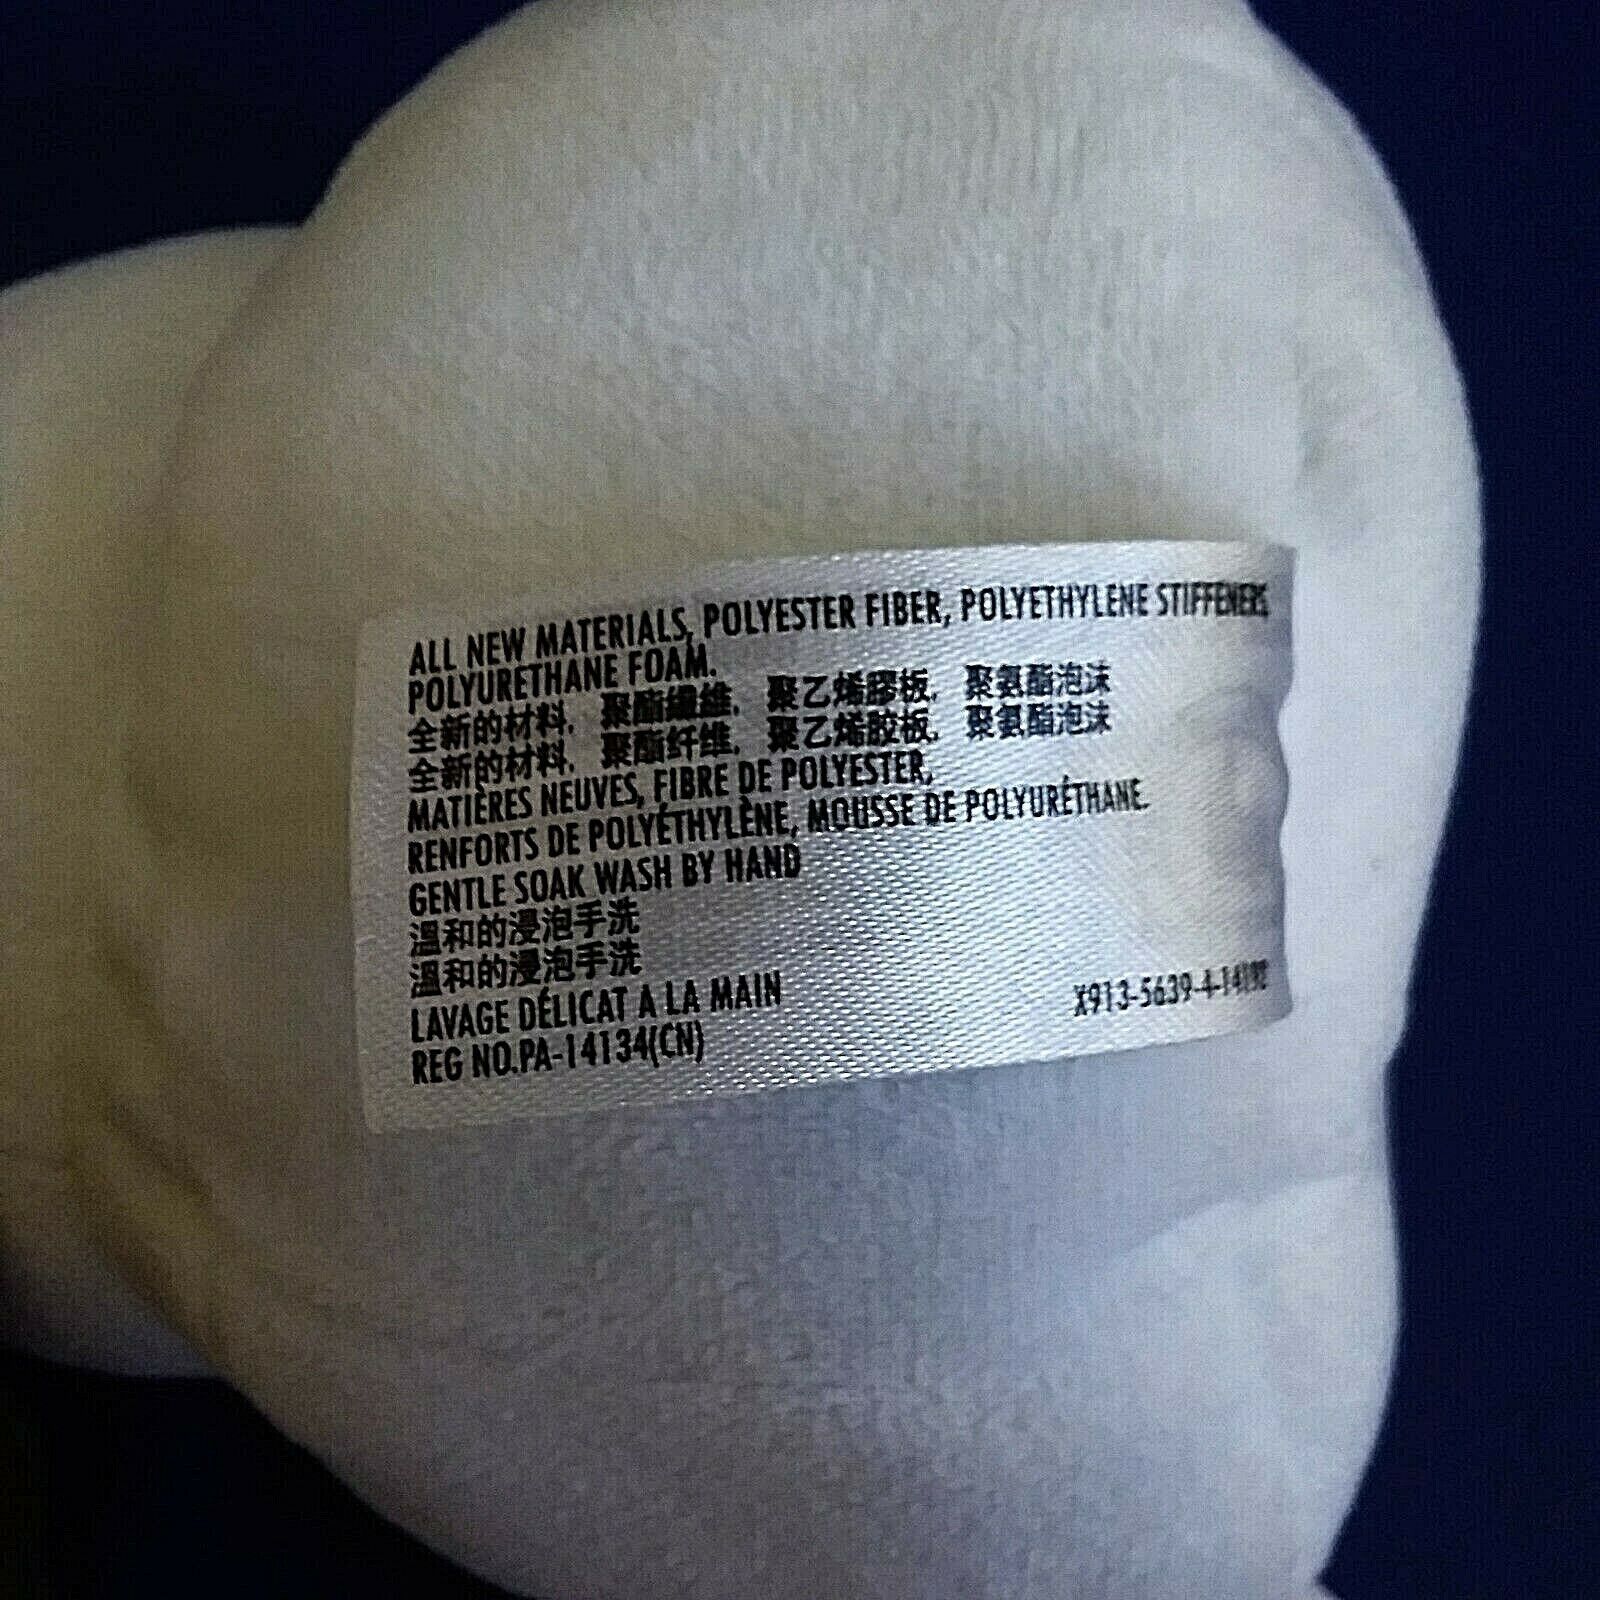 ALL NEW MATERIALS, POLYESTER FIBER, POLYETHYLENE STIFFENERS,
POLYURETHANE FOAM.
全新的材料, 聚酯纖維, 聚乙烯膠板, 聚氨酯泡沫
全新的材料, 聚酯纤维, 聚乙烯胶板, 聚氨酯泡沫
MATIÈRES NEUVES, FIBRE DE POLYESTER,
RENFORTS DE POLYÉTHYLÈNE, MOUSSE DE POLYURÉTHANE.
GENTLE SOAK WASH BY HAND
溫和的浸泡手洗
溫和的浸泡手洗
LAVAGE DÉLICAT A LA MAIN
REG NO.PA-14134(CN)